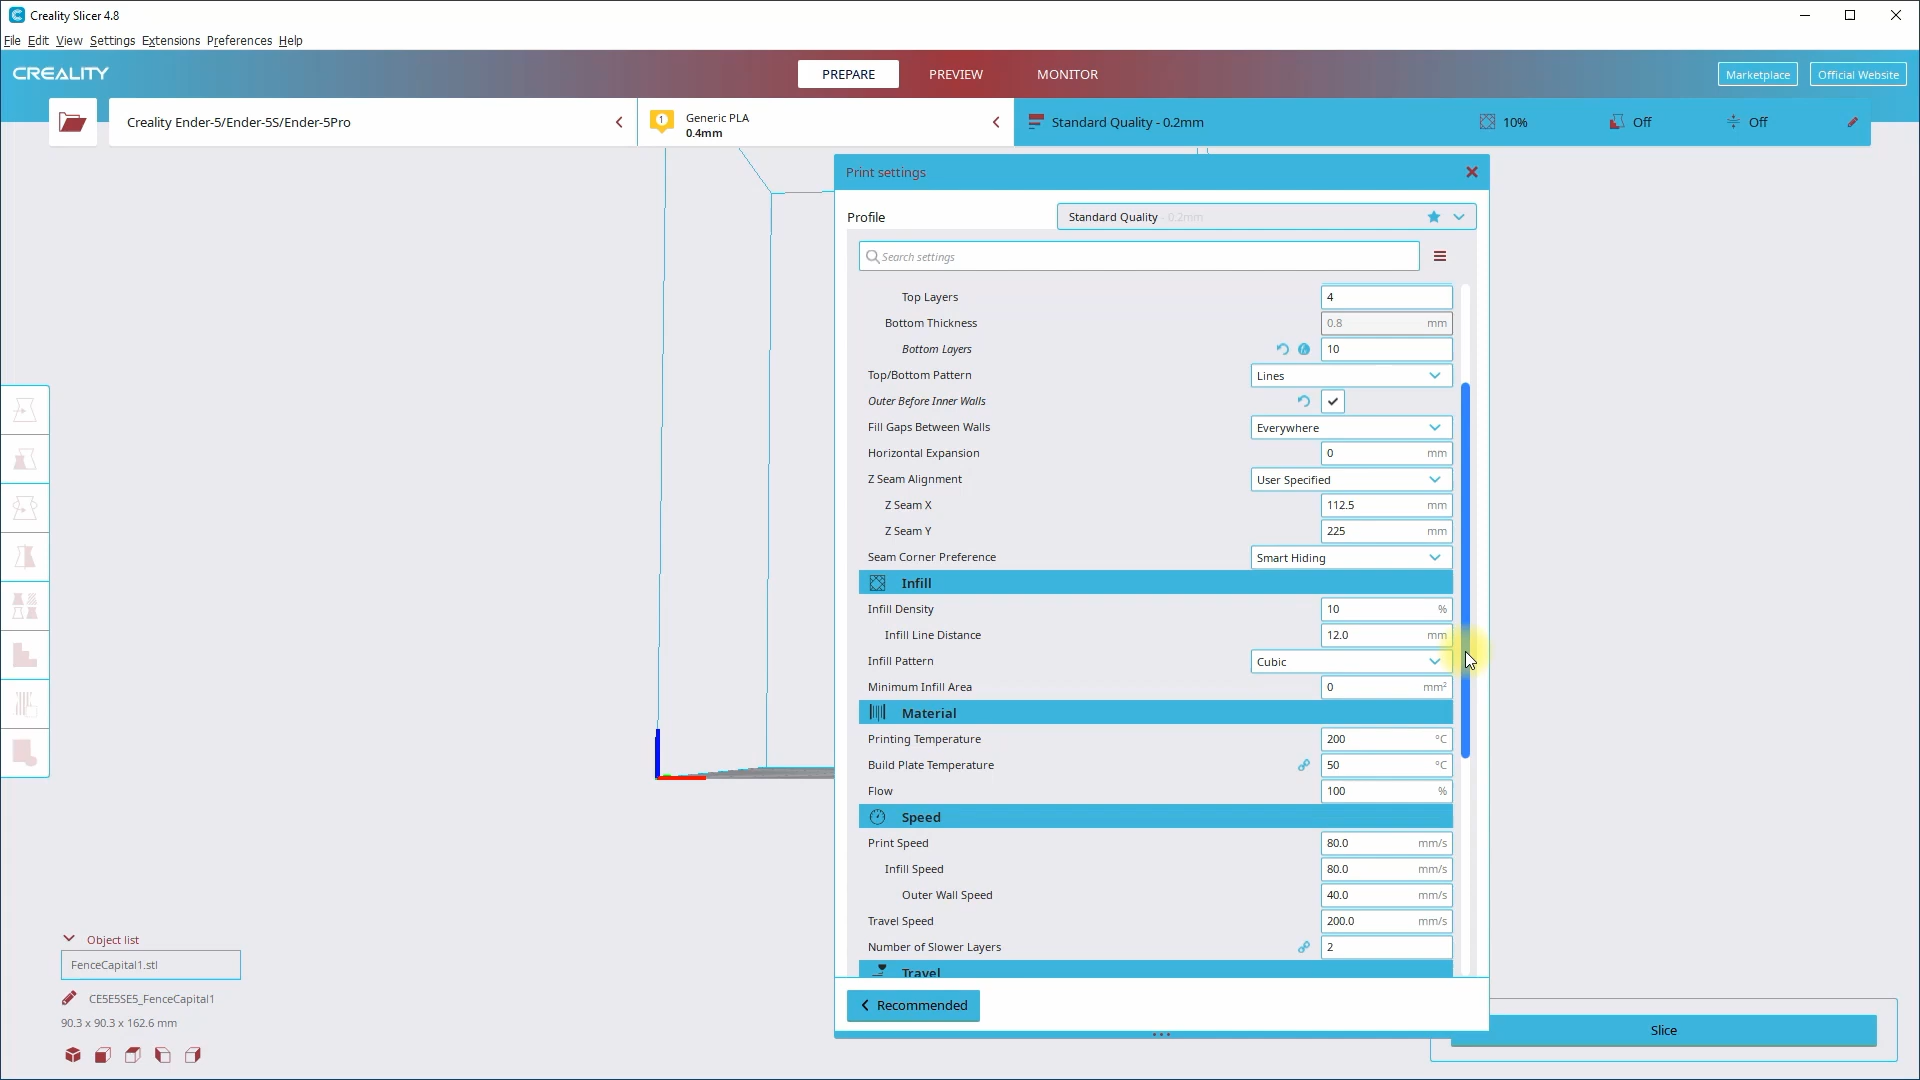 Creality Slicer 4.8
File Edit View Settings Extensions Preferences Help
CREALITY
PREPARE
PREVIEW
MONITOR
Marketplace
Official Website
Creality Ender-5/Ender-5S/Ender-5Pro
1
Generic PLA
0.4mm
Standard Quality - 0.2mm
10%
Off
Off
Print settings
Profile
Standard Quality - 0.2mm
Search settings
Top Layers 4
Bottom Thickness 0.8 mm
Bottom Layers 10
Top/Bottom Pattern Lines
Outer Before Inner Walls
Fill Gaps Between Walls Everywhere
Horizontal Expansion 0 mm
Z Seam Alignment User Specified
Z Seam X 112.5 mm
Z Seam Y 225 mm
Seam Corner Preference Smart Hiding
Infill
Infill Density 10 %
Infill Line Distance 12.0 mm
Infill Pattern Cubic
Minimum Infill Area 0 mm²
Material
Printing Temperature 200 °C
Build Plate Temperature 50 °C
Flow 100 %
Speed
Print Speed 80.0 mm/s
Infill Speed 80.0 mm/s
Outer Wall Speed 40.0 mm/s
Travel Speed 200.0 mm/s
Number of Slower Layers 2
Travel
Recommended
Object list
FenceCapital1.stl
CE5E5SE5_FenceCapital1
90.3 x 90.3 x 162.6 mm
Slice